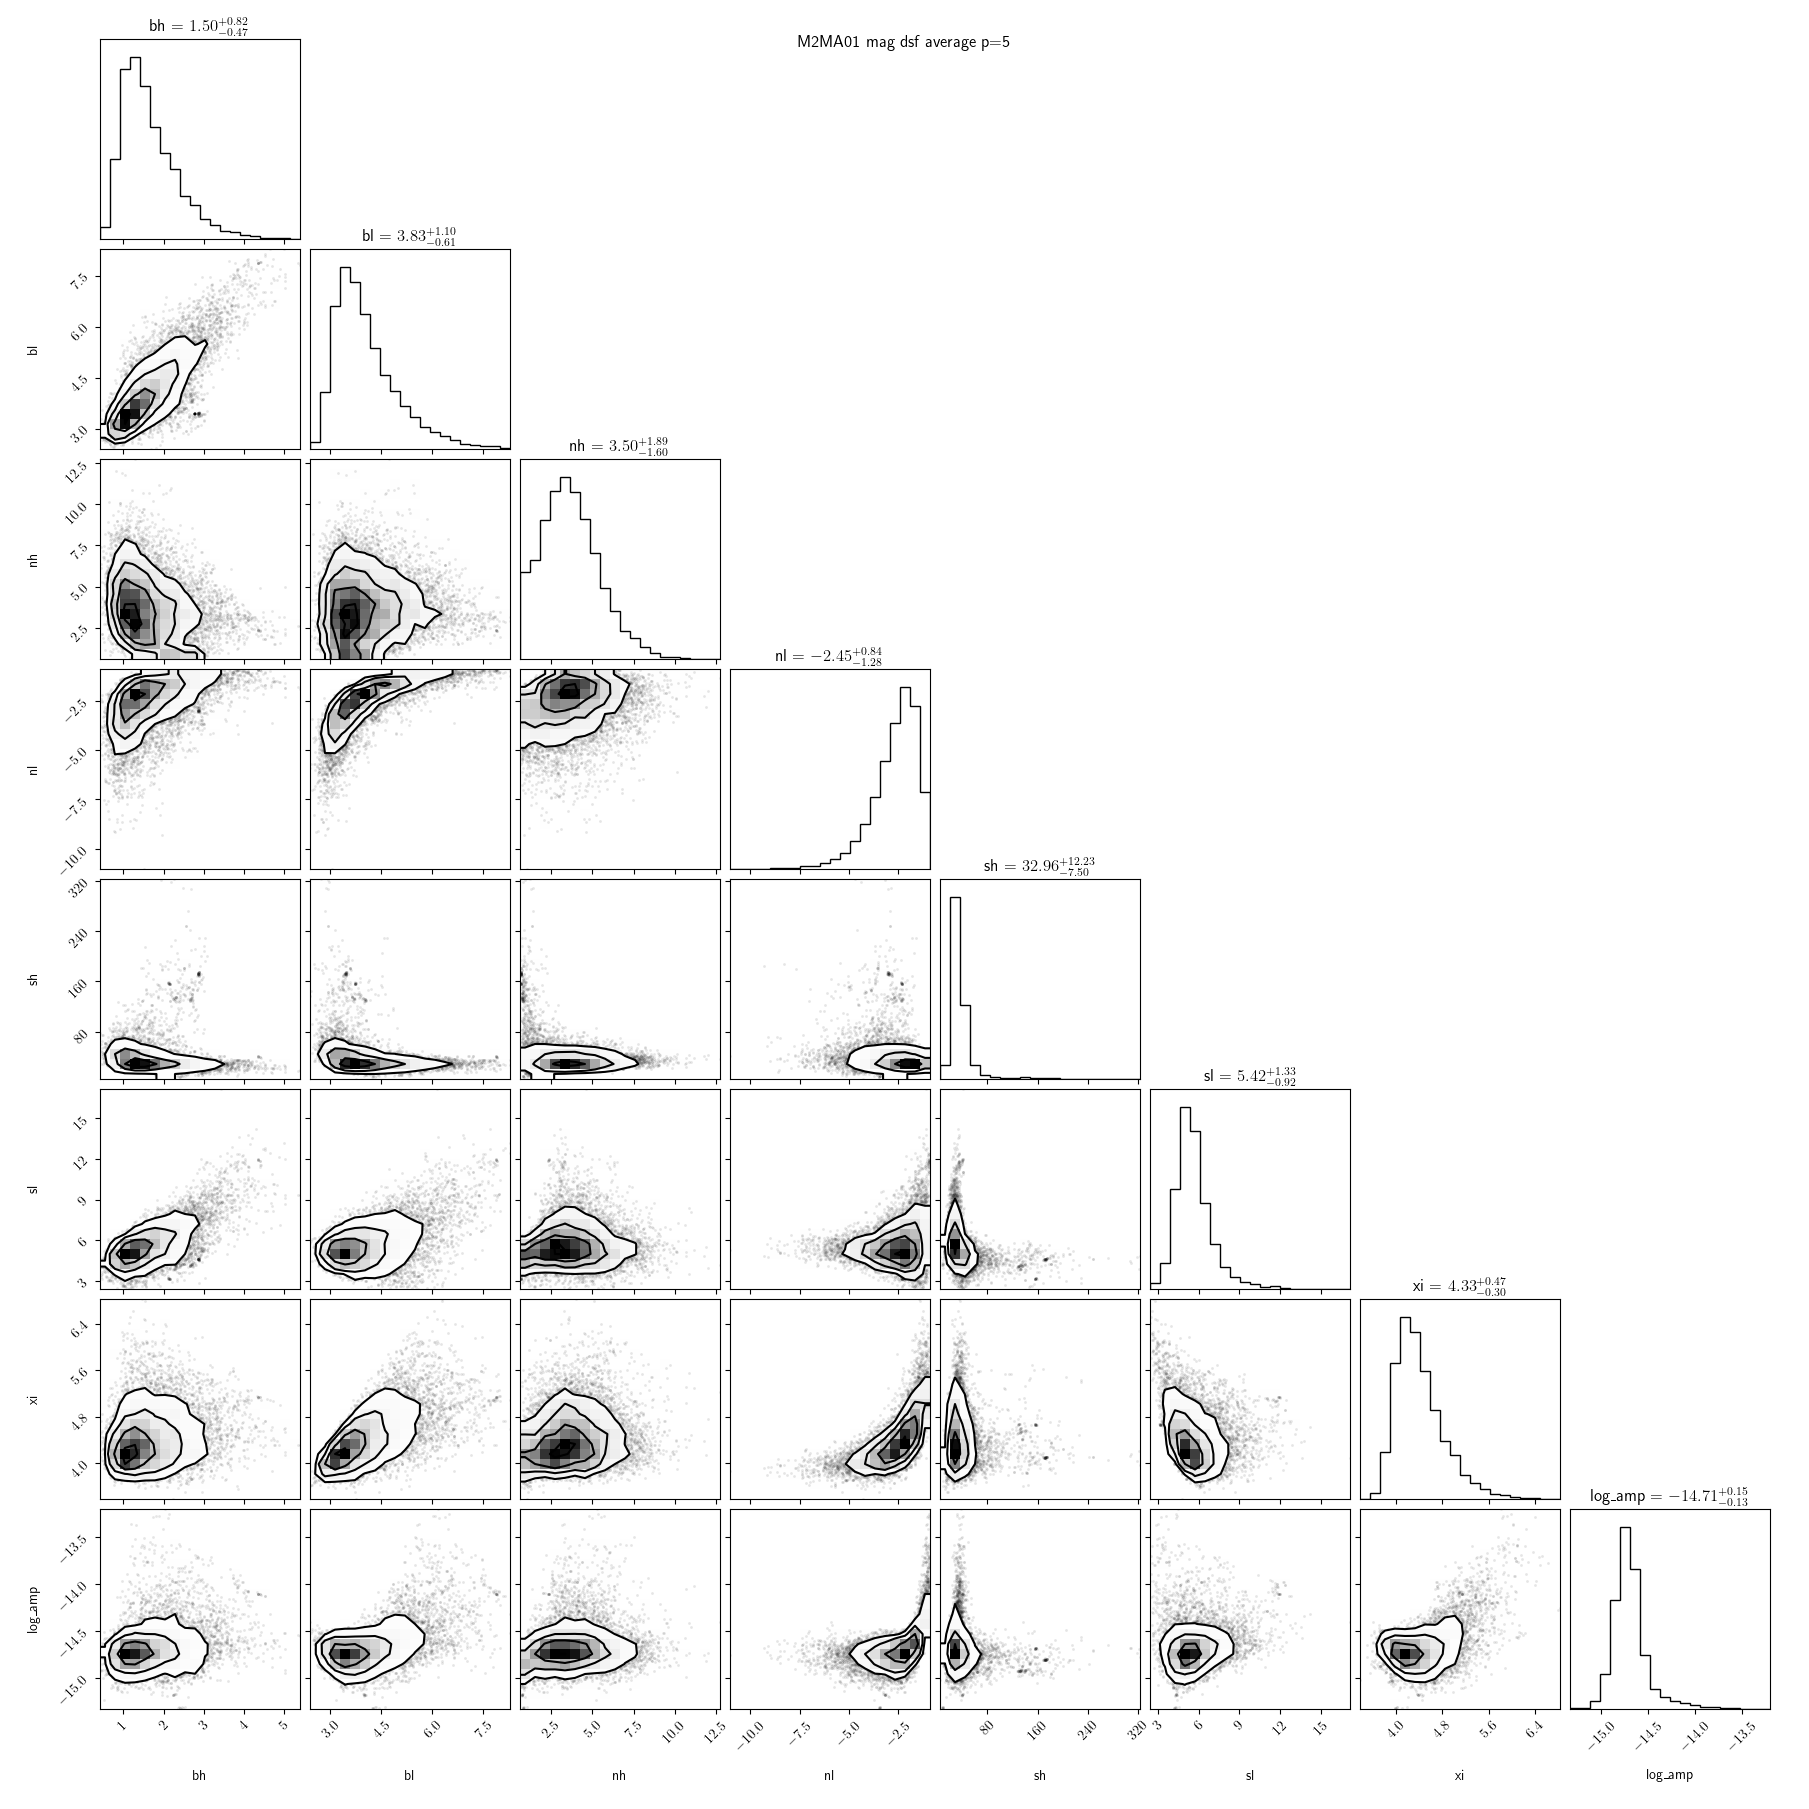 bh = 1.50+0.82 −0.47
M2MA01 mag dsf average p=5
bl = 3.83+1.10 −0.61
7.5
6.0
4.5
3.0
bl
nh = 3.50+1.89 −1.60
12.5
10.0
7.5
5.0
2.5
nh
nl = −2.45+0.84 −1.28
−2.5
−5.0
−7.5
−10.0
nl
sh = 32.96+12.23 −7.50
320
240
160
80
sh
sl = 5.42+1.33 −0.92
15
12
9
6
3
sl
xi = 4.33+0.47 −0.30
6.4
5.6
4.8
4.0
xi
log_amp = −14.71+0.15 −0.13
−13.5
−14.0
−14.5
−15.0
log_amp
1 2 3 4 5
3.0 4.5 6.0 7.5
2.5 5.0 7.5 10.0 12.5
−10.0 −7.5 −5.0 −2.5
80 160 240 320
3 6 9 12 15
4.0 4.8 5.6 6.4
−15.0 −14.5 −14.0 −13.5
bh bl nh nl sh sl xi log_amp